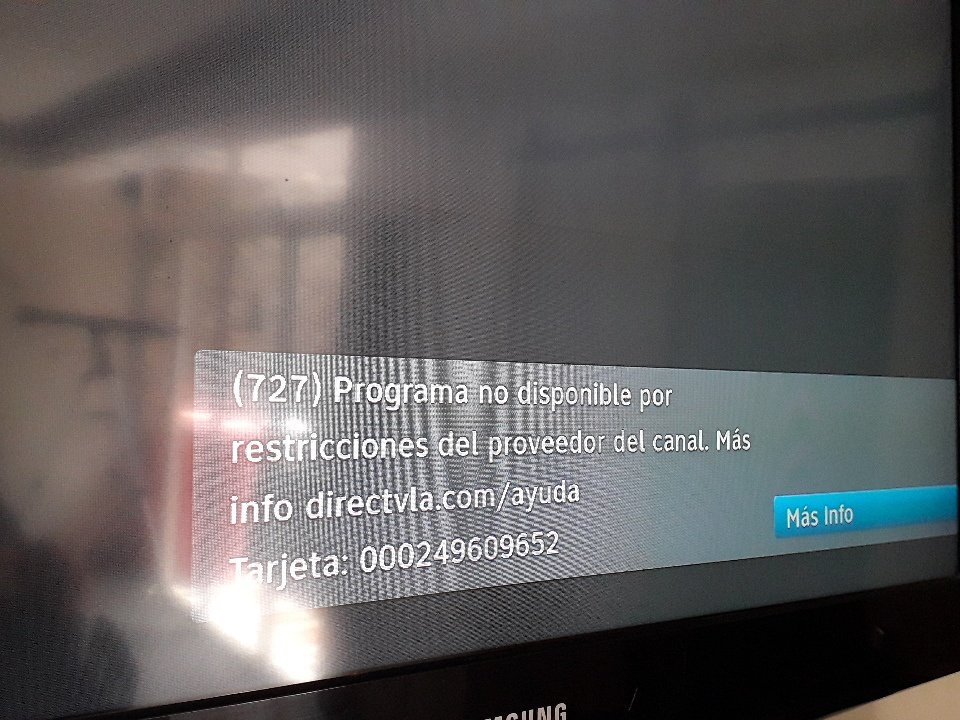 (727) Programa no disponible por
restricciones del proveedor del canal. Más
info directvla.com/ayuda
Más Info
Tarjeta: 000249609652